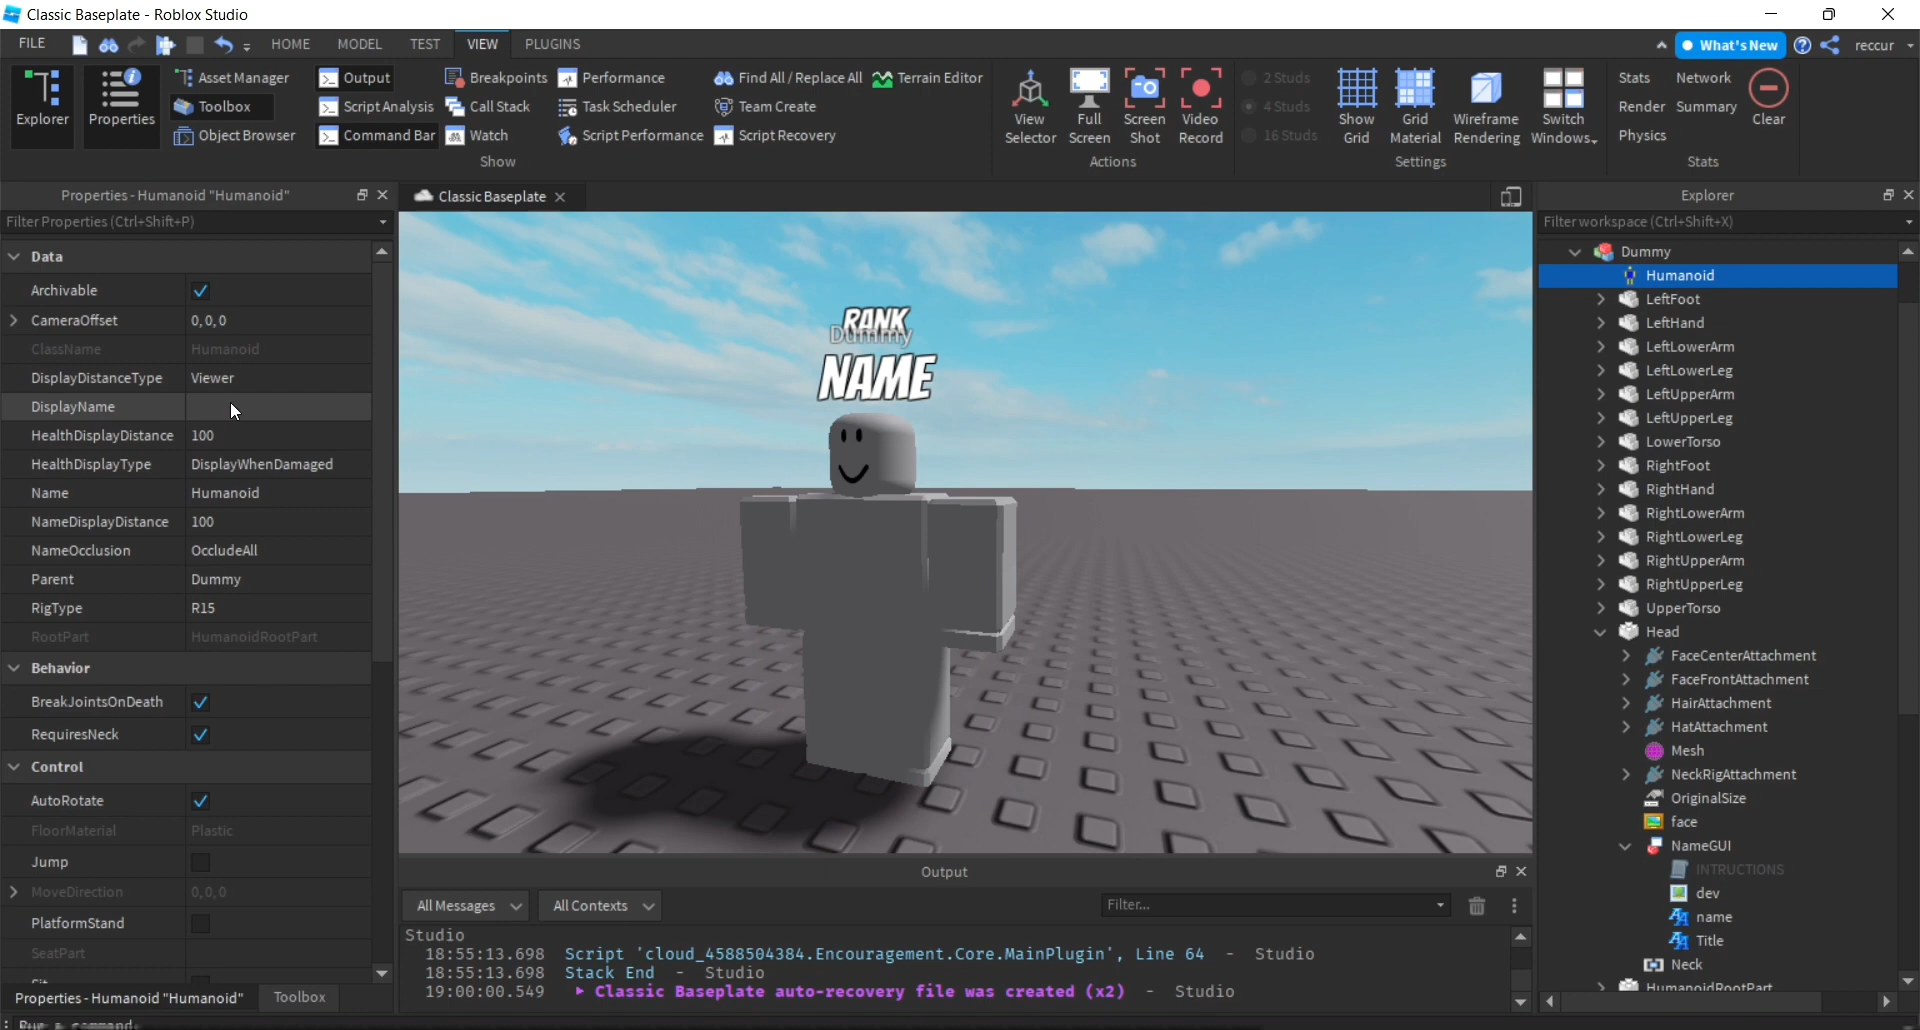 Classic Baseplate - Roblox Studio
FILE HOME MODEL TEST VIEW PLUGINS What's New reccur
Explorer
Properties
Asset Manager
Toolbox
Object Browser
Output
Script Analysis
Command Bar
Breakpoints
Call Stack
Watch
Performance
Task Scheduler
Script Performance
Find All / Replace All
Team Create
Script Recovery
Terrain Editor
Show
View
Selector
Full
Screen
Screen
Shot
Video
Record
Actions
2 Studs
4 Studs
16 Studs
Show
Grid
Grid
Material
Wireframe
Rendering
Switch
Windows
Settings
Stats
Network
Render
Summary
Physics
Clear
Stats
Properties - Humanoid "Humanoid"
Filter Properties (Ctrl+Shift+P)
Data
Archivable
CameraOffset 0, 0, 0
ClassName Humanoid
DisplayDistanceType Viewer
DisplayName
HealthDisplayDistance 100
HealthDisplayType DisplayWhenDamaged
Name Humanoid
NameDisplayDistance 100
NameOcclusion OccludeAll
Parent Dummy
RigType R15
RootPart HumanoidRootPart
Behavior
BreakJointsOnDeath
RequiresNeck
Control
AutoRotate
FloorMaterial Plastic
Jump
MoveDirection 0, 0, 0
PlatformStand
SeatPart
Sit
Properties - Humanoid "Humanoid" Toolbox
Classic Baseplate
RANK
Dummy
NAME
Output
All Messages All Contexts Filter...
Studio
18:55:13.698 Script 'cloud_4588504384.Encouragement.Core.MainPlugin', Line 64 - Studio
18:55:13.698 Stack End - Studio
19:00:00.549 Classic Baseplate auto-recovery file was created (x2) - Studio
Explorer
Filter workspace (Ctrl+Shift+X)
Dummy
Humanoid
LeftFoot
LeftHand
LeftLowerArm
LeftLowerLeg
LeftUpperArm
LeftUpperLeg
LowerTorso
RightFoot
RightHand
RightLowerArm
RightLowerLeg
RightUpperArm
RightUpperLeg
UpperTorso
Head
FaceCenterAttachment
FaceFrontAttachment
HairAttachment
HatAttachment
Mesh
NeckRigAttachment
OriginalSize
face
NameGUI
INTRUCTIONS
dev
name
Title
Neck
HumanoidRootPart
Run a command